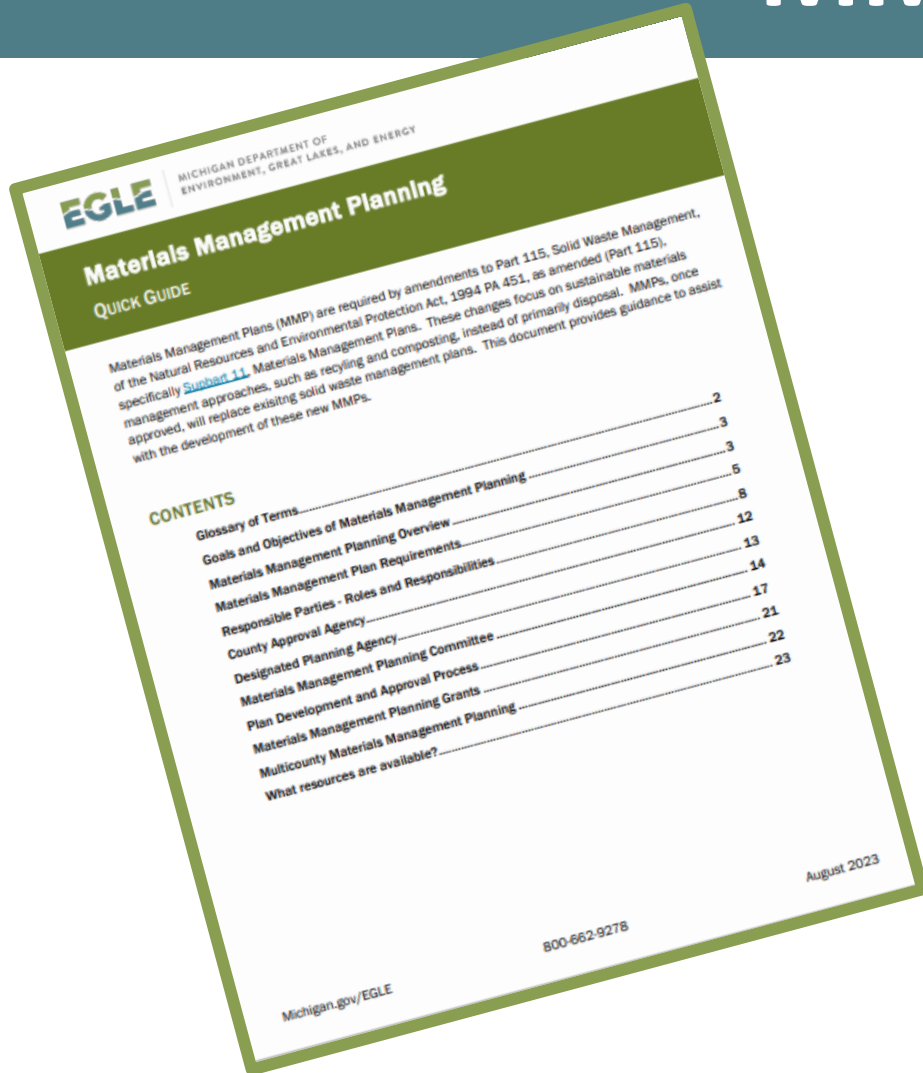 EGLE
MICHIGAN DEPARTMENT OF
ENVIRONMENT, GREAT LAKES, AND ENERGY
Materials Management Planning
QUICK GUIDE
Materials Management Plans (MMP) are required by amendments to Part 115, Solid Waste Management,
of the Natural Resources and Environmental Protection Act, 1994 PA 451, as amended (Part 115),
specifically Suppart 11, Materials Management Plans. These changes focus on sustainable materials
management approaches, such as recyling and composting, instead of primarily disposal. MMPs, once
approved, will replace exisitng solid waste management plans. This document provides guidance to assist
with the development of these new MMPs.
CONTENTS
Glossary of Terms.....2
Goals and Objectives of Materials Management Planning.....3
Materials Management Planning Overview.....3
Materials Management Plan Requirements.....5
Responsible Parties - Roles and Responsibilities.....8
County Approval Agency.....12
Designated Planning Agency.....13
Materials Management Planning Committee.....14
Plan Development and Approval Process.....17
Materials Management Planning Grants.....21
Multicounty Materials Management Planning.....22
What resources are available?.....23
Michigan.gov/EGLE
800-662-9278
August 2023